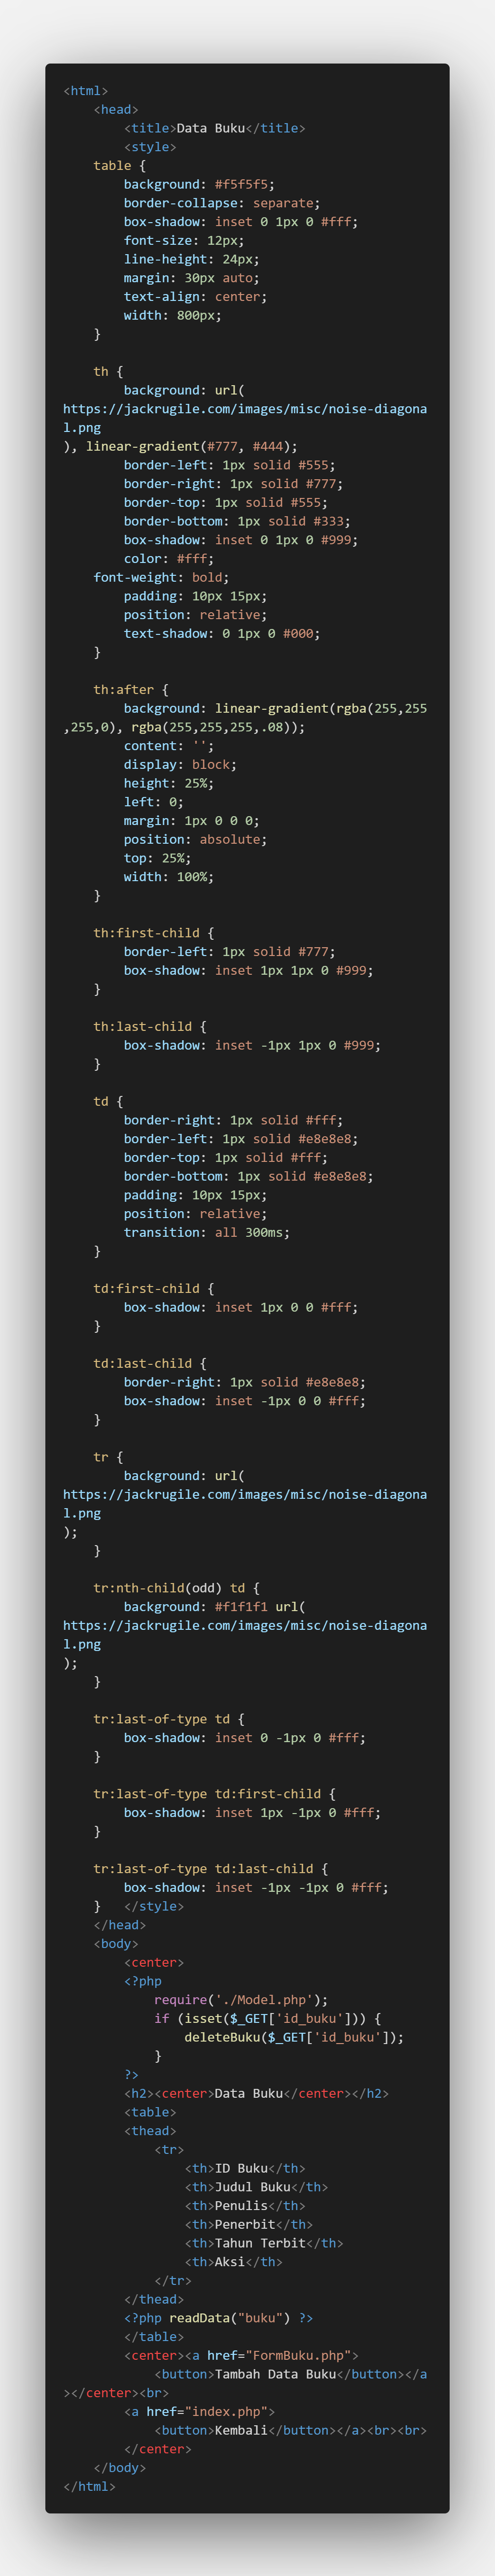 <html>
    <head>
        <title>Data Buku</title>
        <style>
    table {
        background: #f5f5f5;
        border-collapse: separate;
        box-shadow: inset 0 1px 0 #fff;
        font-size: 12px;
        line-height: 24px;
        margin: 30px auto;
        text-align: center;
        width: 800px;
    }

    th {
        background: url(
https://jackrugile.com/images/misc/noise-diagona
l.png
), linear-gradient(#777, #444);
        border-left: 1px solid #555;
        border-right: 1px solid #777;
        border-top: 1px solid #555;
        border-bottom: 1px solid #333;
        box-shadow: inset 0 1px 0 #999;
        color: #fff;
    font-weight: bold;
        padding: 10px 15px;
        position: relative;
        text-shadow: 0 1px 0 #000;
    }

    th:after {
        background: linear-gradient(rgba(255,255
,255,0), rgba(255,255,255,.08));
        content: '';
        display: block;
        height: 25%;
        left: 0;
        margin: 1px 0 0 0;
        position: absolute;
        top: 25%;
        width: 100%;
    }

    th:first-child {
        border-left: 1px solid #777;
        box-shadow: inset 1px 1px 0 #999;
    }

    th:last-child {
        box-shadow: inset -1px 1px 0 #999;
    }

    td {
        border-right: 1px solid #fff;
        border-left: 1px solid #e8e8e8;
        border-top: 1px solid #fff;
        border-bottom: 1px solid #e8e8e8;
        padding: 10px 15px;
        position: relative;
        transition: all 300ms;
    }

    td:first-child {
        box-shadow: inset 1px 0 0 #fff;
    }

    td:last-child {
        border-right: 1px solid #e8e8e8;
        box-shadow: inset -1px 0 0 #fff;
    }

    tr {
        background: url(
https://jackrugile.com/images/misc/noise-diagona
l.png
);
    }

    tr:nth-child(odd) td {
        background: #f1f1f1 url(
https://jackrugile.com/images/misc/noise-diagona
l.png
);
    }

    tr:last-of-type td {
        box-shadow: inset 0 -1px 0 #fff;
    }

    tr:last-of-type td:first-child {
        box-shadow: inset 1px -1px 0 #fff;
    }

    tr:last-of-type td:last-child {
        box-shadow: inset -1px -1px 0 #fff;
    }   </style>
    </head>
    <body>
        <center>
        <?php
            require('./Model.php');
            if (isset($_GET['id_buku'])) {
                deleteBuku($_GET['id_buku']);
            }
        ?>
        <h2><center>Data Buku</center></h2>
        <table>
        <thead>
            <tr>
                <th>ID Buku</th>
                <th>Judul Buku</th>
                <th>Penulis</th>
                <th>Penerbit</th>
                <th>Tahun Terbit</th>
                <th>Aksi</th>
            </tr>
        </thead>
        <?php readData("buku") ?>
        </table>
        <center><a href="FormBuku.php">
            <button>Tambah Data Buku</button></a
></center><br>
        <a href="index.php">
            <button>Kembali</button></a><br><br>
        </center>
    </body>
</html>